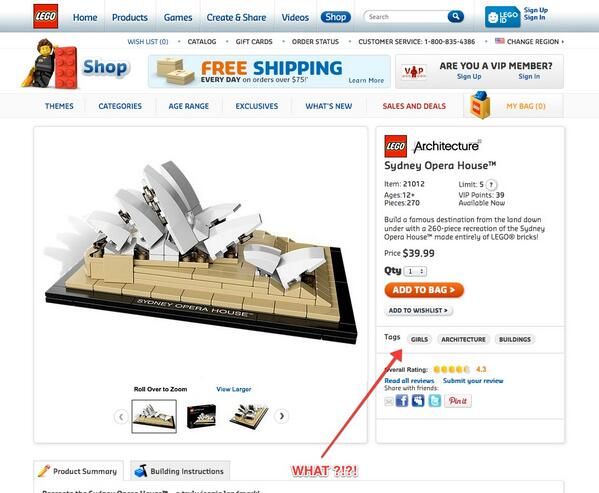 LEGO
Home Products Games Create & Share Videos Shop
Search
LEGO ID
Sign Up
Sign In
WISH LIST (0) • CATALOG • GIFT CARDS • ORDER STATUS • CUSTOMER SERVICE: 1-800-835-4386 • CHANGE REGION
Shop
FREE SHIPPING
EVERY DAY on orders over $75!*
Learn More
VIP
ARE YOU A VIP MEMBER?
Sign Up Sign In
THEMES CATEGORIES AGE RANGE EXCLUSIVES WHAT'S NEW SALES AND DEALS MY BAG (0)
LEGO Architecture
Sydney Opera House™
Item: 21012 Limit: 5 ?
Ages: 12+ VIP Points: 39
Pieces: 270 Available Now
Build a famous destination from the land down
under with a 260-piece recreation of the Sydney
Opera House™ made entirely of LEGO® bricks!
Price $39.99
Qty 1
ADD TO BAG >
ADD TO WISHLIST >
Tags GIRLS ARCHITECTURE BUILDINGS
Overall Rating: 4.3
Read all reviews Submit your review
Share with friends:
Pin it
SYDNEY OPERA HOUSE™
Roll Over to Zoom View Larger
WHAT ?!?!
Product Summary Building Instructions